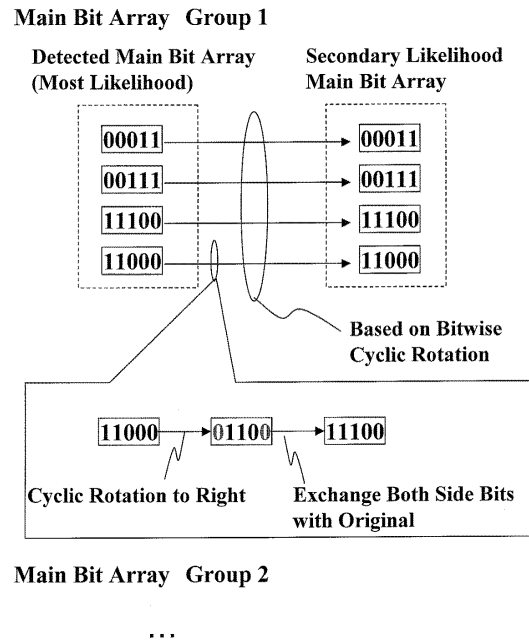 Main Bit Array Group 1
Detected Main Bit Array
(Most Likelihood)
Secondary Likelihood
Main Bit Array
00011
00011
00111
00111
11100
11100
11000
11000
Based on Bitwise
Cyclic Rotation
11000
01100
11100
Cyclic Rotation to Right
Exchange Both Side Bits
with Original
Main Bit Array Group 2
...